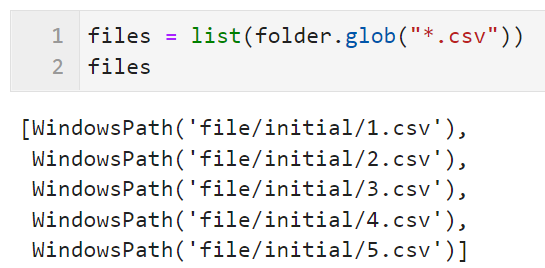 1 files = list(folder.glob("*.csv"))
2 files
[WindowsPath('file/initial/1.csv'),
WindowsPath('file/initial/2.csv'),
WindowsPath('file/initial/3.csv'),
WindowsPath('file/initial/4.csv'),
WindowsPath('file/initial/5.csv')]